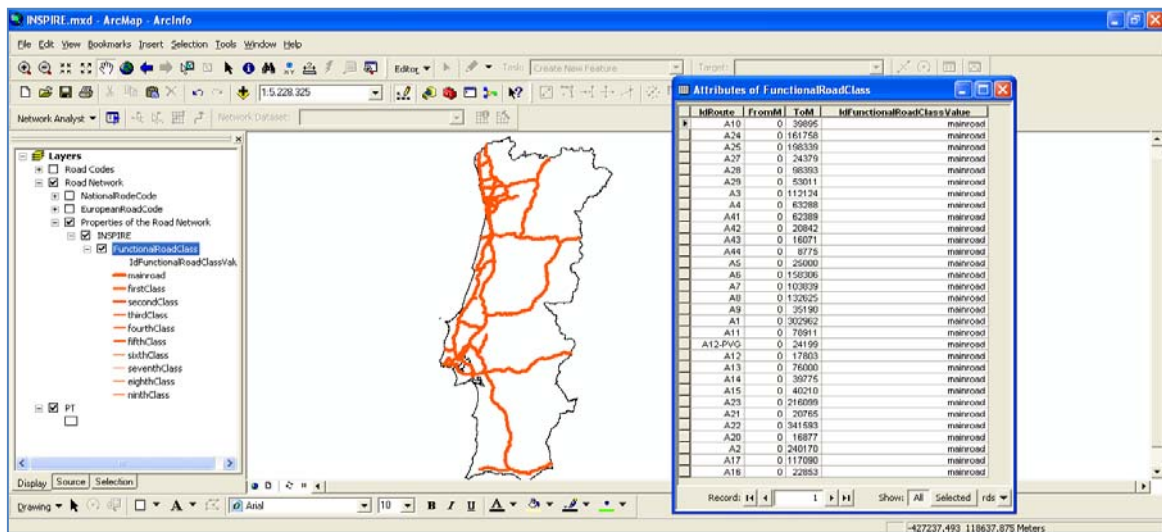 INSPIRE.mxd - ArcMap - ArcInfo
File Edit View Bookmarks Insert Selection Tools Window Help
Editor Task: Create New Feature Target:
1:5.228.325
Network Analyst Network Dataset:
Layers
Road Codes
Road Network
NationalRodeCode
EuropeanRoadCode
Properties of the Road Network
INSPIRE
FunctionalRoadClass
IdFunctionalRoadClassValu
mainroad
firstClass
secondClass
thirdClass
fourthClass
fifthClass
sixthClass
seventhClass
eighthClass
ninthClass
PT
Display Source Selection
Attributes of FunctionalRoadClass
IdRoute FromM ToM IdFunctionalRoadClassValue
A10 0 39895 mainroad
A24 0 161758 mainroad
A25 0 198339 mainroad
A27 0 24379 mainroad
A28 0 98393 mainroad
A29 0 53011 mainroad
A3 0 112124 mainroad
A4 0 63288 mainroad
A41 0 62389 mainroad
A42 0 20842 mainroad
A43 0 16071 mainroad
A44 0 8775 mainroad
A5 0 25000 mainroad
A6 0 158306 mainroad
A7 0 103839 mainroad
A8 0 132625 mainroad
A9 0 35190 mainroad
A1 0 302962 mainroad
A11 0 78911 mainroad
A12-PVG 0 24199 mainroad
A12 0 17803 mainroad
A13 0 76000 mainroad
A14 0 39775 mainroad
A15 0 40210 mainroad
A23 0 216099 mainroad
A21 0 20765 mainroad
A22 0 341593 mainroad
A20 0 16877 mainroad
A2 0 240170 mainroad
A17 0 117090 mainroad
A16 0 22853 mainroad
Record: 1 Show: All Selected rds
Drawing Arial 10 B I U A
-427237,493 118637,875 Meters